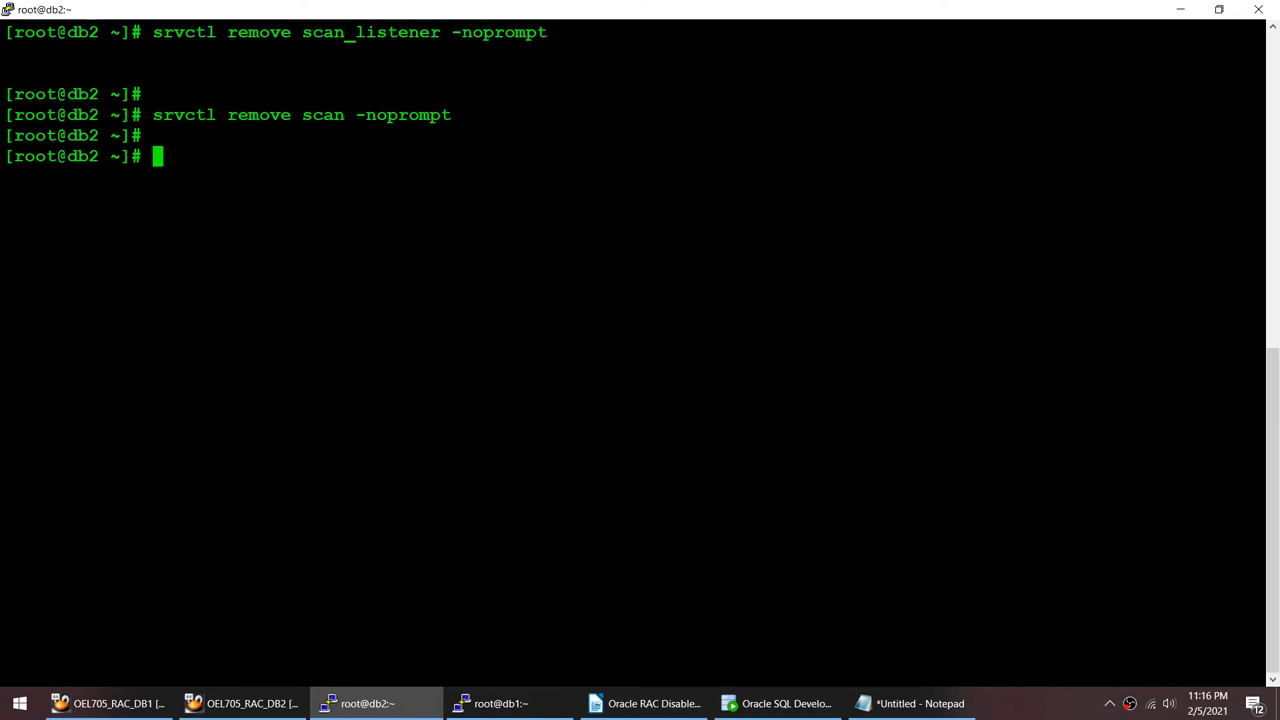 root@db2:~
[root@db2 ~]# srvctl remove scan_listener -noprompt
[root@db2 ~]#
[root@db2 ~]# srvctl remove scan -noprompt
[root@db2 ~]#
[root@db2 ~]#
OEL705_RAC_DB1 [...
OEL705_RAC_DB2 [...
root@db2:~
root@db1:~
Oracle RAC Disable...
Oracle SQL Develo...
*Untitled - Notepad
11:16 PM
2/5/2021
12